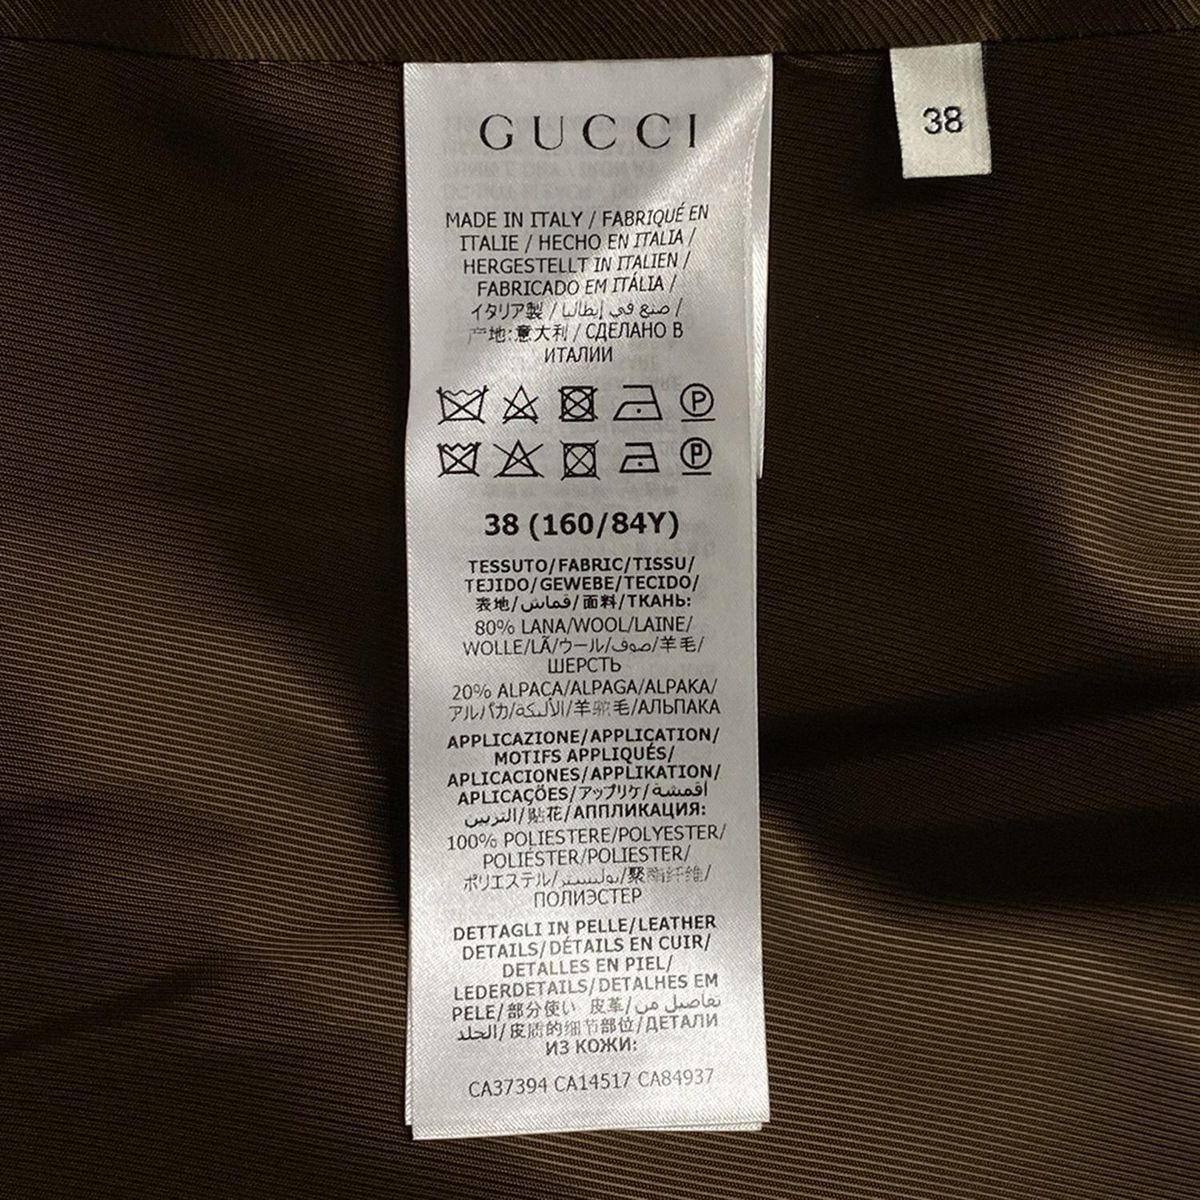 GUCCI
38
MADE IN ITALY / FABRIQUÉ EN
ITALIE / HECHO EN ITALIA /
HERGESTELLT IN ITALIEN /
FABRICADO EM ITÁLIA /
イタリア製 / صنع في إيطاليا /
产地:意大利 / СДЕЛАНО В
ИТАЛИИ
P
P
38 (160/84Y)
TESSUTO/FABRIC/TISSU/
TEJIDO/GEWEBE/TECIDO/
表地/قماش/面料/ТКАНЬ:
80% LANA/WOOL/LAINE/
WOLLE/LÃ/ウール/صوف/羊毛/
ШЕРСТЬ
20% ALPACA/ALPAGA/ALPAKA/
アルパカ/الألبكة/羊驼毛/АЛЬПАКА
APPLICAZIONE/APPLICATION/
MOTIFS APPLIQUÉS/
APLICACIONES/APPLIKATION/
APLICAÇÕES/アップリケ/اقمشة
التزيين/贴花/АППЛИКАЦИЯ:
100% POLIESTERE/POLYESTER/
POLIÉSTER/POLIESTER/
ポリエステル/بوليستر/聚酯纤维/
ПОЛИЭСТЕР
DETTAGLI IN PELLE/LEATHER
DETAILS/DÉTAILS EN CUIR/
DETALLES EN PIEL/
LEDERDETAILS/DETALHES EM
PELE/部分使い 皮革/تفاصيل من
الجلد/皮质的细节部位/ДЕТАЛИ
ИЗ КОЖИ:
CA37394 CA14517 CA84937